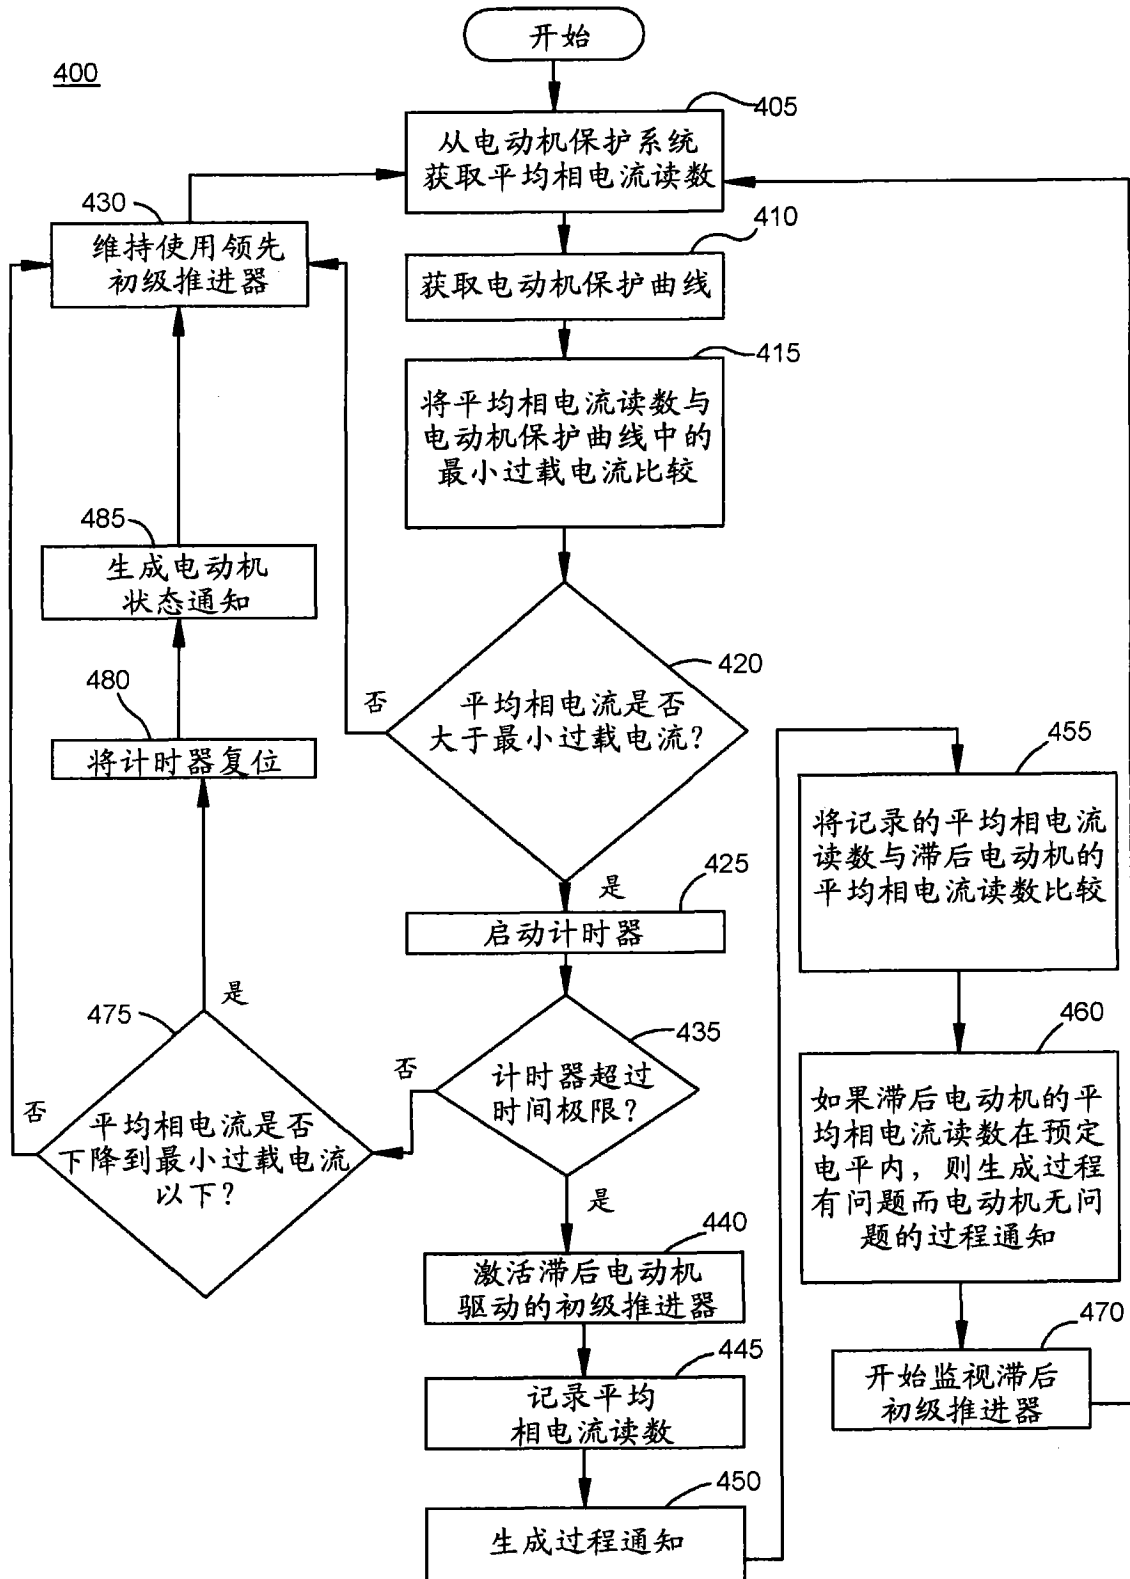 开始
400
405
从电动机保护系统
获取平均相电流读数
430
维持使用领先
初级推进器
410
获取电动机保护曲线
415
将平均相电流读数与
电动机保护曲线中的
最小过载电流比较
485
生成电动机
状态通知
420
平均相电流是否
大于最小过载电流?
否
480
将计时器复位
455
将记录的平均相电流
读数与滞后电动机的
平均相电流读数比较
是
425
启动计时器
是
475
平均相电流是否
下降到最小过载电流
以下?
否
435
计时器超过
时间极限?
否
是
460
如果滞后电动机的平
均相电流读数在预定
电平内，则生成过程
有问题而电动机无问
题的过程通知
440
激活滞后电动机
驱动的初级推进器
445
记录平均
相电流读数
470
开始监视滞后
初级推进器
450
生成过程通知